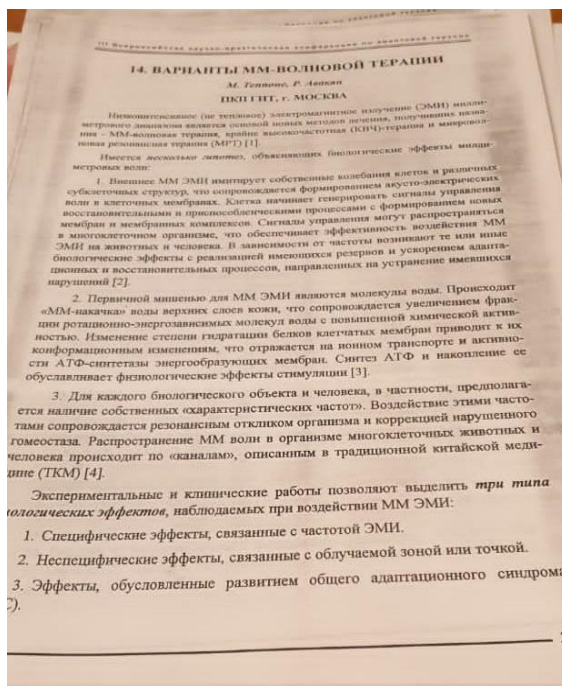 III Всероссийская научно-практическая конференция по квантовой терапии
14. ВАРИАНТЫ ММ-ВОЛНОВОЙ ТЕРАПИИ
М. Теппоне, Р. Авакян
ПКП ГИТ, г. МОСКВА
Низкоинтенсивное (не тепловое) электромагнитное излучение (ЭМИ) милли-
метрового диапазона является основой новых методов лечения, получивших назва-
ния - ММ-волновая терапия, крайне высокочастотная (КВЧ)-терапия и микровол-
новая резонансная терапия (МРТ) [1].
Имеется несколько гипотез, объясняющих биологические эффекты милли-
метровых волн:
1. Внешнее ММ ЭМИ имитирует собственные колебания клеток и различных
субклеточных структур, что сопровождается формированием акусто-электрических
волн в клеточных мембранах. Клетка начинает генерировать сигналы управления
восстановительными и приспособленческими процессами с формированием новых
мембран и мембранных комплексов. Сигналы управления могут распространяться
в многоклеточном организме, что обеспечивает эффективность воздействия ММ
ЭМИ на животных и человека. В зависимости от частоты возникают те или иные
биологические эффекты с реализацией имеющихся резервов и ускорением адапта-
ционных и восстановительных процессов, направленных на устранение имевшихся
нарушений [2].
2. Первичной мишенью для ММ ЭМИ являются молекулы воды. Происходит
«ММ-накачка» воды верхних слоев кожи, что сопровождается увеличением фрак-
ции ротационно-энергозависимых молекул воды с повышенной химической актив-
ностью. Изменение степени гидратации белков клетчатых мембран приводит к их
конформационным изменениям, что отражается на ионном транспорте и активно-
сти АТФ-синтетазы энергообразующих мембран. Синтез АТФ и накопление ее
обуславливает физиологические эффекты стимуляции [3].
3. Для каждого биологического объекта и человека, в частности, предполага-
ется наличие собственных «характеристических частот». Воздействие этими часто-
тами сопровождается резонансным откликом организма и коррекцией нарушенного
гомеостаза. Распространение ММ волн в организме многоклеточных животных и
человека происходит по «каналам», описанным в традиционной китайской меди-
цине (ТКМ) [4].
Экспериментальные и клинические работы позволяют выделить три типа
ологических эффектов, наблюдаемых при воздействии ММ ЭМИ:
1. Специфические эффекты, связанные с частотой ЭМИ.
2. Неспецифические эффекты, связанные с облучаемой зоной или точкой.
3. Эффекты, обусловленные развитием общего адаптационного синдрома
С).